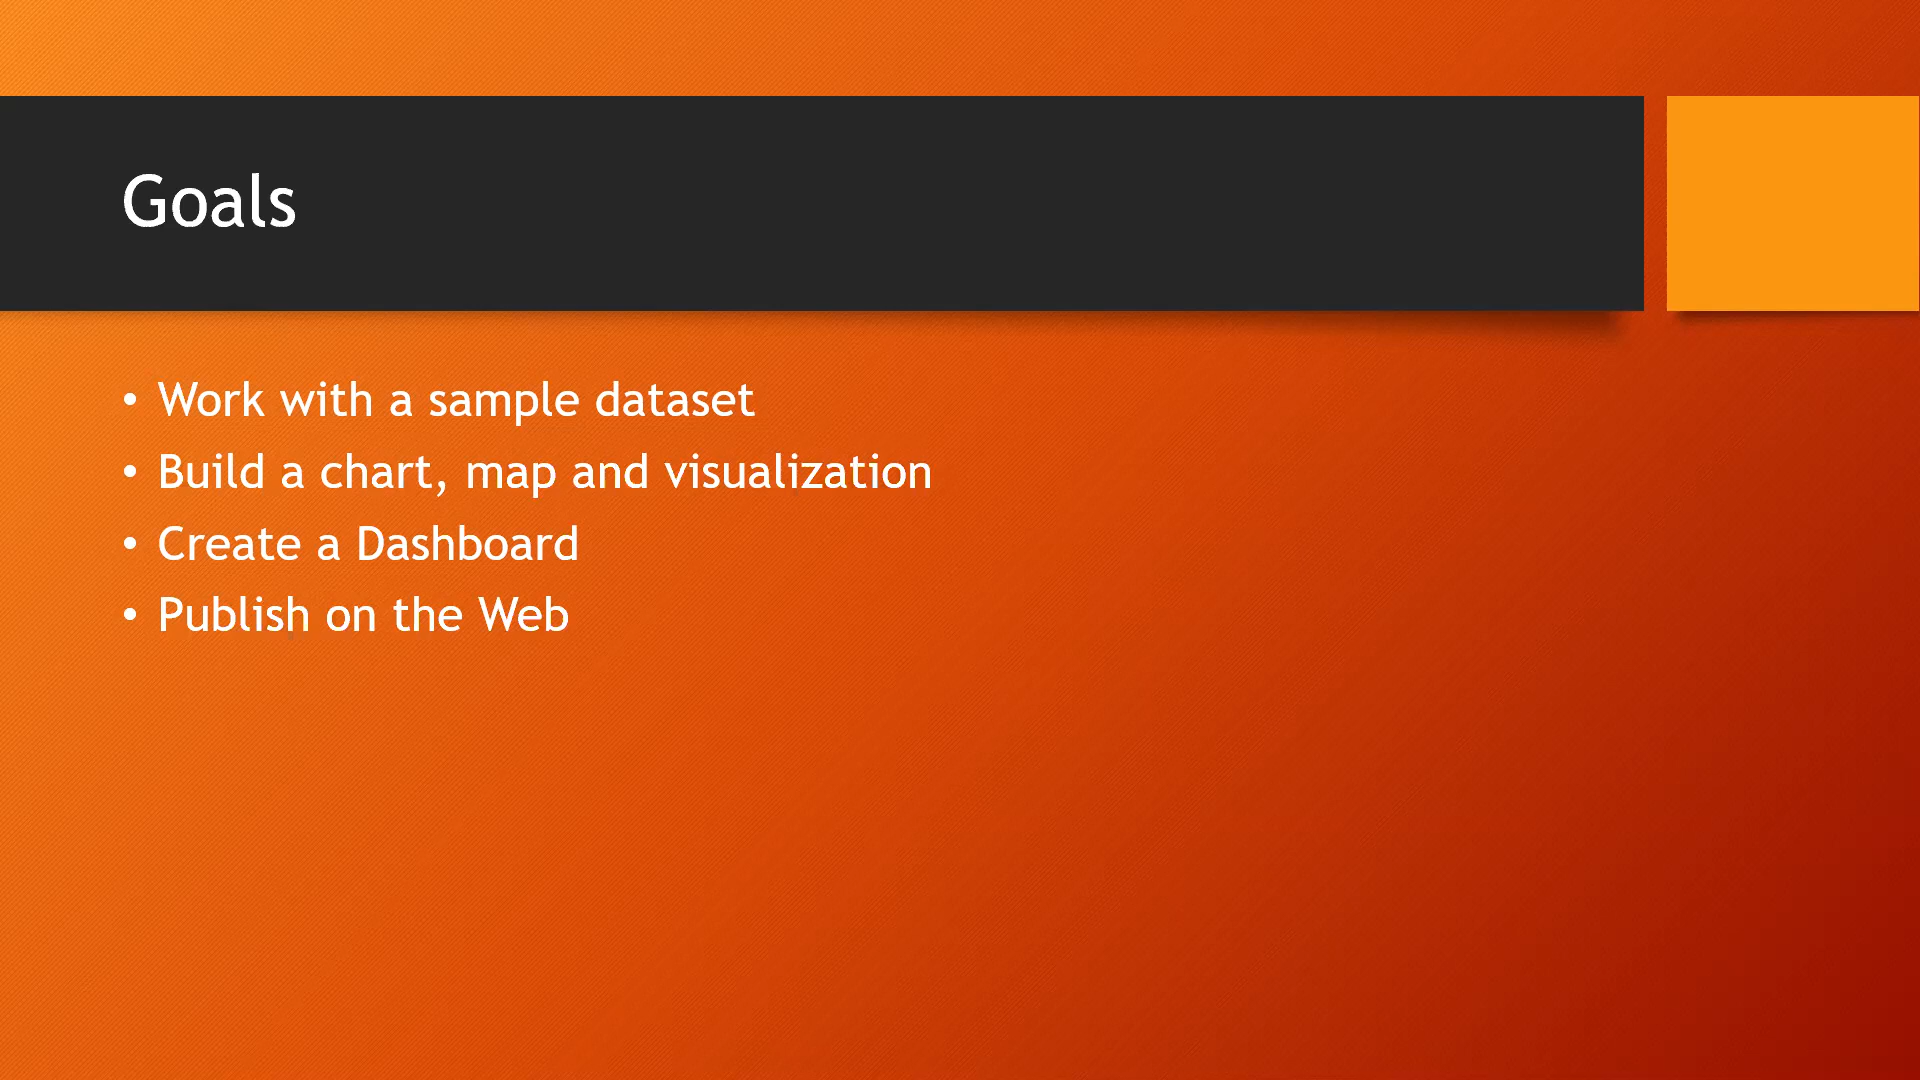 Goals
• Work with a sample dataset
• Build a chart, map and visualization
• Create a Dashboard
• Publish on the Web